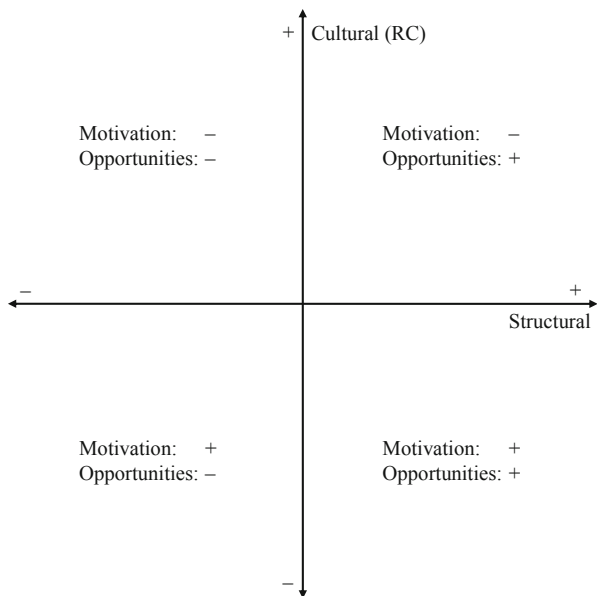 + Cultural (RC)
Motivation: –
Opportunities: –
Motivation: –
Opportunities: +
–
+
Structural
Motivation: +
Opportunities: –
Motivation: +
Opportunities: +
–